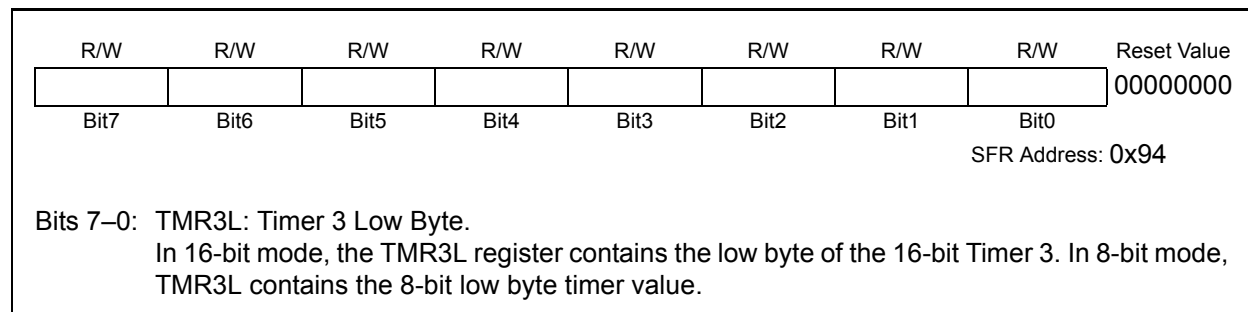 R/W R/W R/W R/W R/W R/W R/W R/W Reset Value
00000000
Bit7 Bit6 Bit5 Bit4 Bit3 Bit2 Bit1 Bit0
SFR Address: 0x94
Bits 7–0: TMR3L: Timer 3 Low Byte.
In 16-bit mode, the TMR3L register contains the low byte of the 16-bit Timer 3. In 8-bit mode,
TMR3L contains the 8-bit low byte timer value.